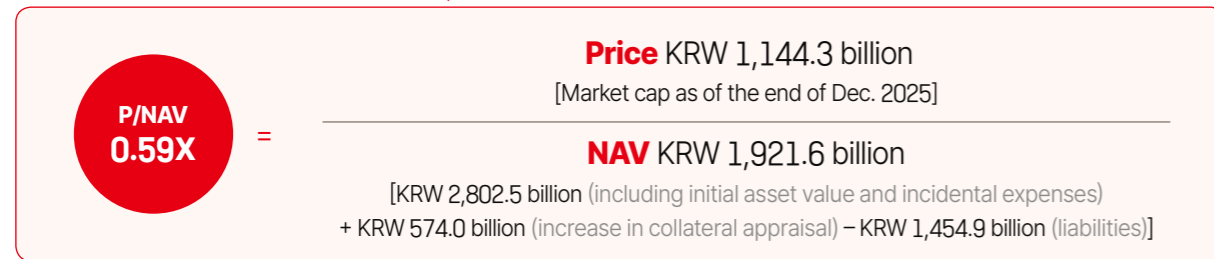 P/NAV
0.59X
=
Price KRW 1,144.3 billion
[Market cap as of the end of Dec. 2025]
NAV KRW 1,921.6 billion
[KRW 2,802.5 billion (including initial asset value and incidental expenses)
+ KRW 574.0 billion (increase in collateral appraisal) – KRW 1,454.9 billion (liabilities)]